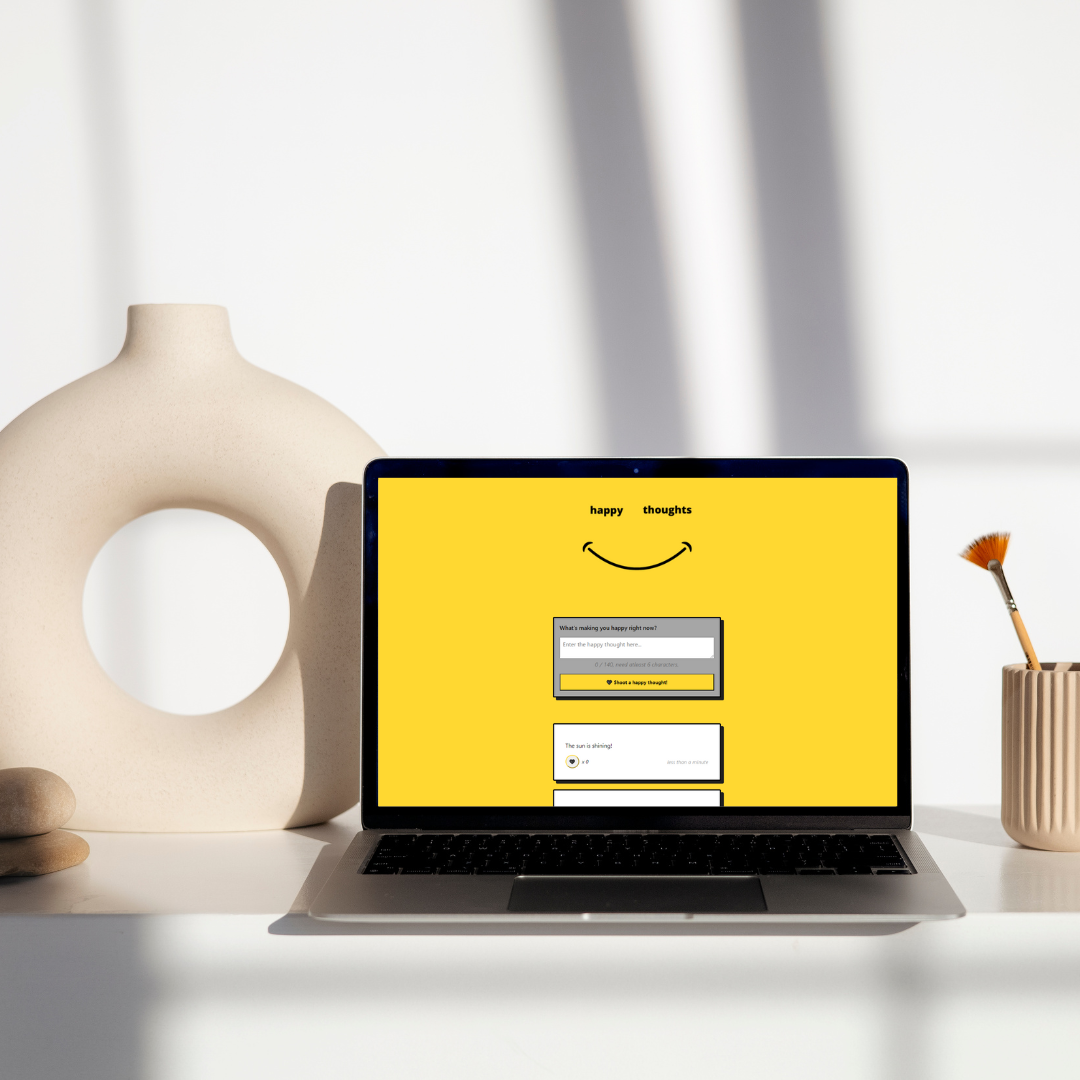 happy thoughts
What's making you happy right now?
Enter the happy thought here...
0 / 140, need atleast 5 characters.
Shoot a happy thought!
The sun is shining!
x 0
less than a minute